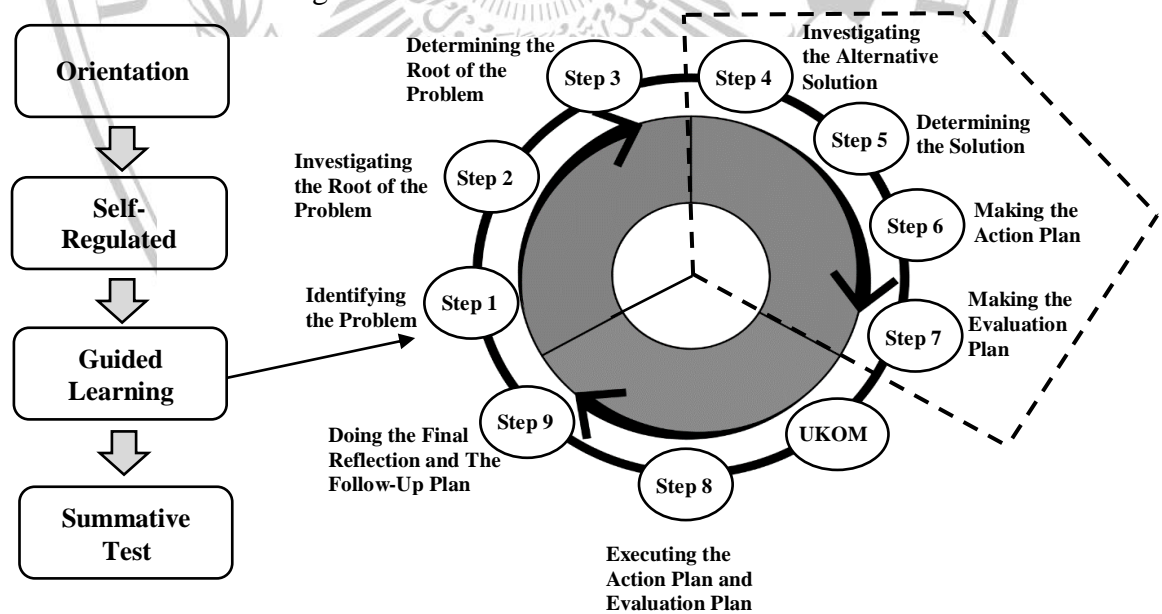 Orientation
Self-
Regulated
Guided
Learning
Summative
Test
Step 1
Identifying
the Problem
Step 2
Investigating
the Root of the
Problem
Step 3
Determining the
Root of the
Problem
Step 4
Investigating
the Alternative
Solution
Step 5
Determining
the Solution
Step 6
Making the
Action Plan
Step 7
Making the
Evaluation
Plan
UKOM
Step 8
Executing the
Action Plan and
Evaluation Plan
Step 9
Doing the Final
Reflection and The
Follow-Up Plan